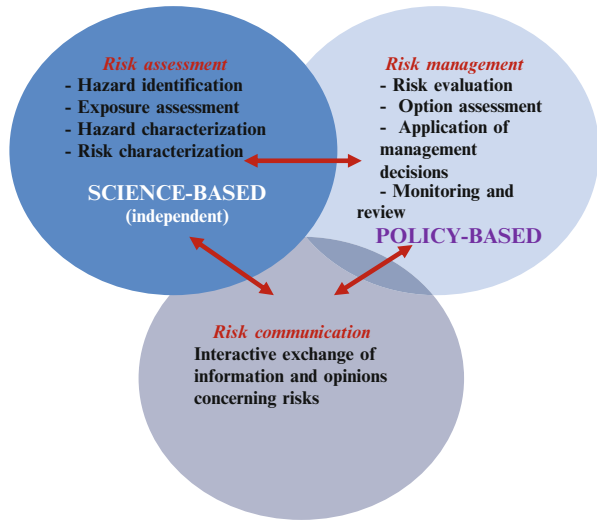 Risk assessment
- Hazard identification
- Exposure assessment
- Hazard characterization
- Risk characterization
SCIENCE-BASED
(independent)
Risk management
- Risk evaluation
- Option assessment
- Application of
management
decisions
- Monitoring and
review
POLICY-BASED
Risk communication
Interactive exchange of
information and opinions
concerning risks